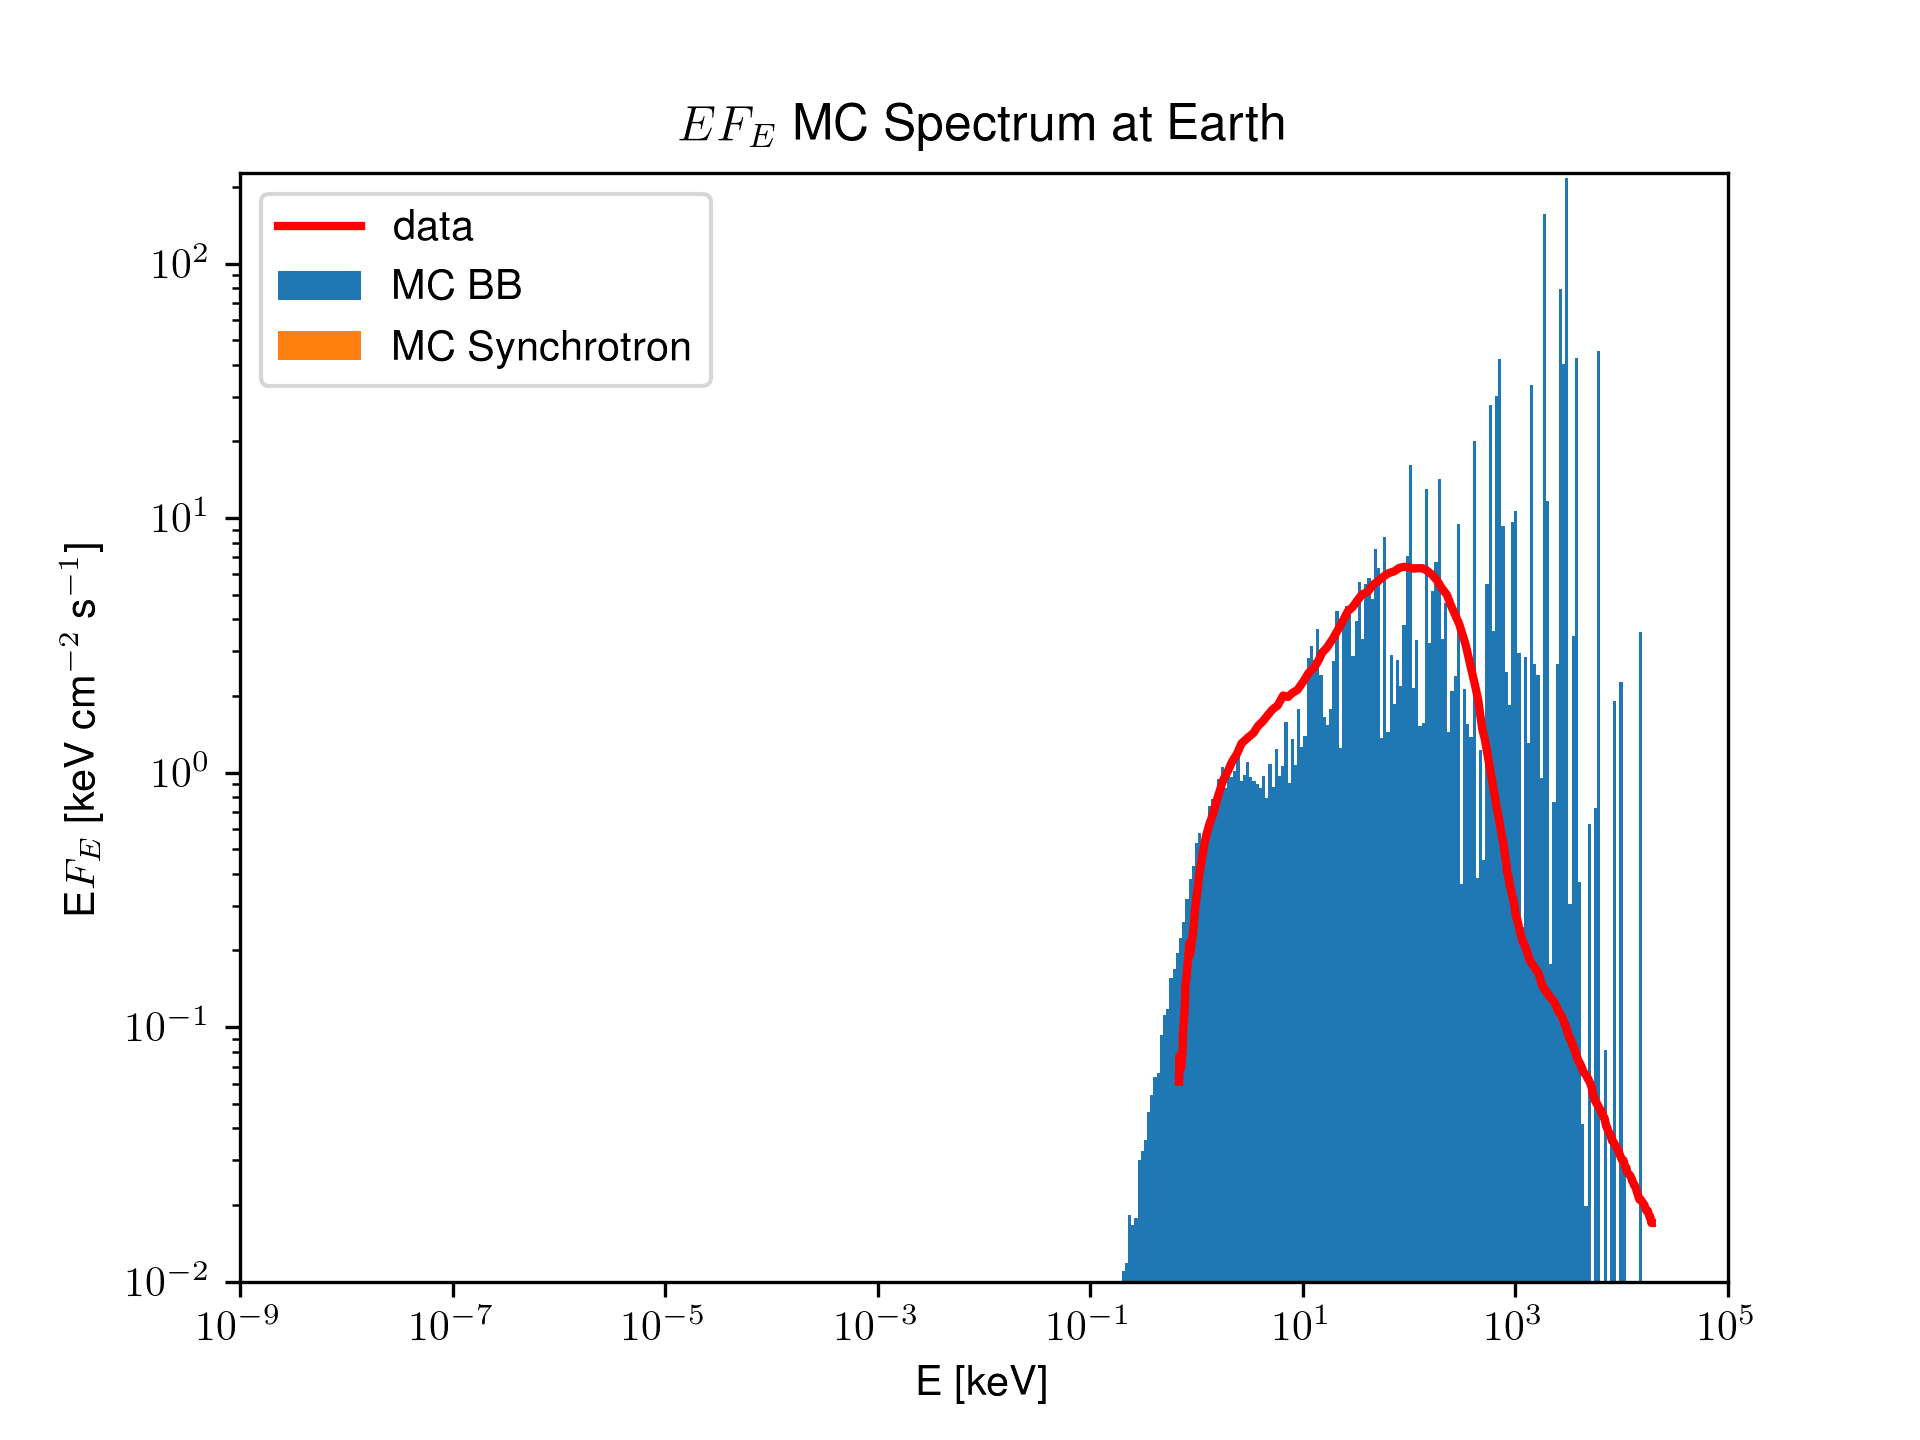 EF_E MC Spectrum at Earth
data
MC BB
MC Synchrotron
10^2
10^1
10^0
10^−1
10^−2
EF_E [keV cm^−2 s^−1]
10^−9 10^−7 10^−5 10^−3 10^−1 10^1 10^3 10^5
E [keV]